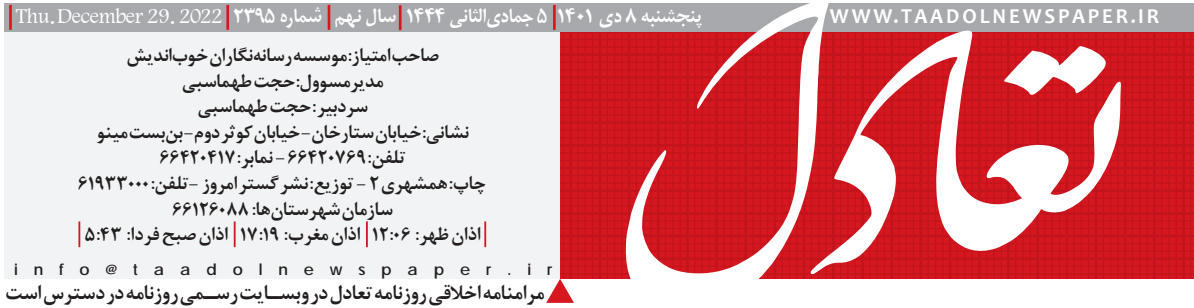 WWW.TAADOLNEWSPAPER.IR
پنجشنبه ۸ دی ۱۴۰۱ | ۵ جمادی‌الثانی ۱۴۴۴ | سال نهم | شماره ۲۳۹۵ | Thu. December 29. 2022
تعادل
صاحب‌امتیاز: موسسه رسانه‌نگاران خوب‌اندیش
مدیرمسوول: حجت طهماسبی
سردبیر: حجت طهماسبی
نشانی: خیابان ستارخان - خیابان کوثر دوم - بن‌بست مینو
تلفن: ۶۶۴۲۰۷۶۹ - نمابر: ۶۶۴۲۰۴۱۷
چاپ: همشهری ۲ - توزیع: نشر گستر امروز - تلفن: ۶۱۹۳۳۰۰۰
سازمان شهرستان‌ها: ۶۶۱۲۶۰۸۸
| اذان ظهر: ۱۲:۰۶ | اذان مغرب: ۱۷:۱۹ | اذان صبح فردا: ۵:۴۳ |
info@taadolnewspaper.ir
مرامنامه اخلاقی روزنامه تعادل در وبسایت رسمی روزنامه در دسترس است